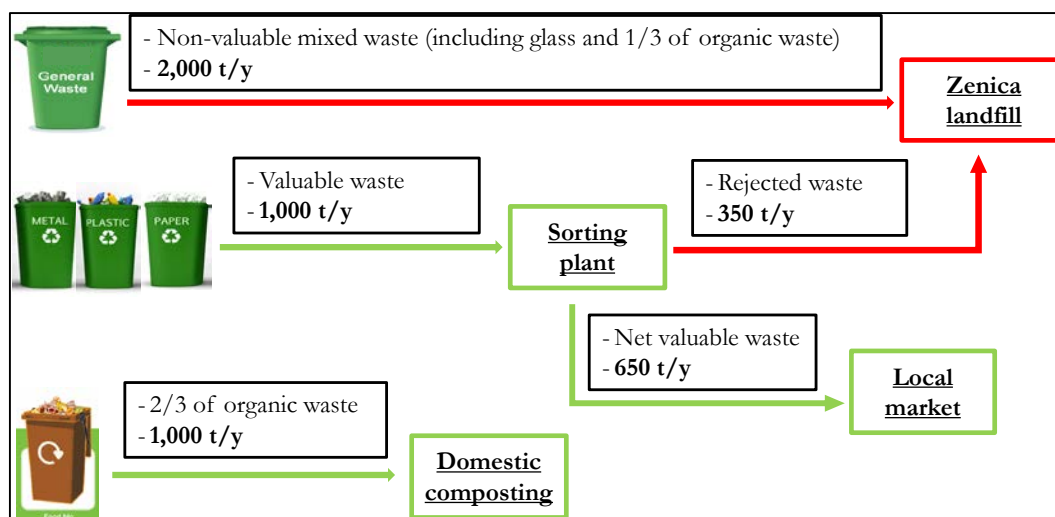 - Non-valuable mixed waste (including glass and 1/3 of organic waste)
- 2,000 t/y
General
Waste
Zenica
landfill
- Valuable waste
- 1,000 t/y
- Rejected waste
- 350 t/y
METAL
PLASTIC
PAPER
Sorting
plant
- Net valuable waste
- 650 t/y
Local
market
- 2/3 of organic waste
- 1,000 t/y
Domestic
composting